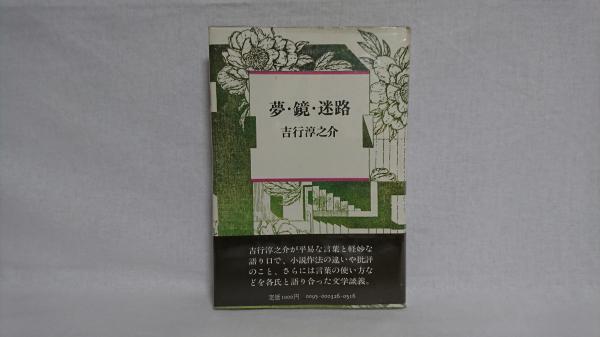 夢・鏡・迷路
吉行淳之介
吉行淳之介が平易な言葉と軽妙な
語り口で、小説作法の違いや批評
のこと、さらには言葉の使い方な
どを各氏と語り合った文学談義。
定価1000円 0095-000326-0516